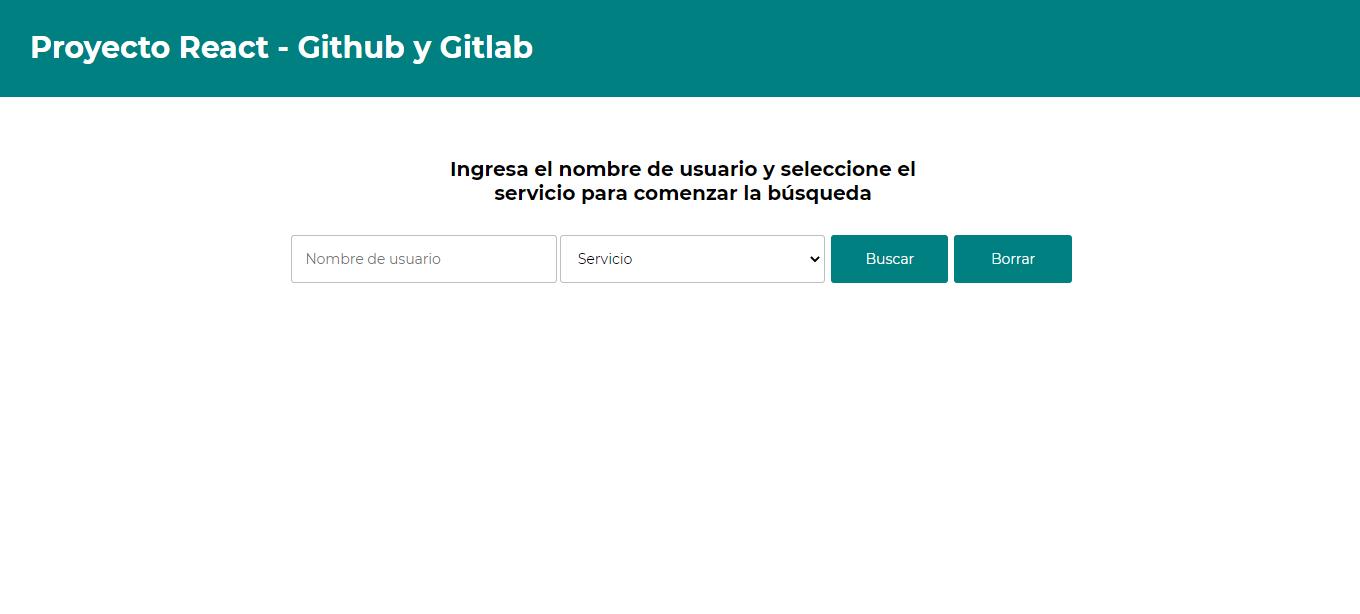 Proyecto React - Github y Gitlab
Ingresa el nombre de usuario y seleccione el
servicio para comenzar la búsqueda
Nombre de usuario
Servicio
Buscar
Borrar